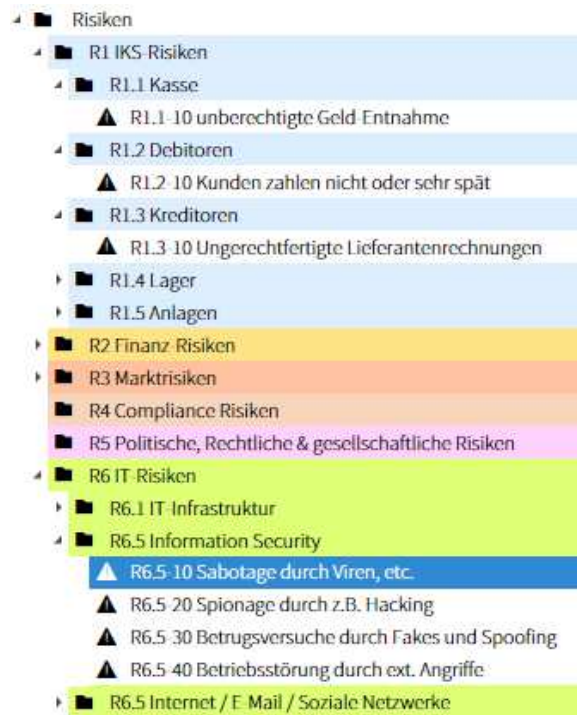 Risiken
R1 IKS-Risiken
R1.1 Kasse
R1.1-10 unberechtigte Geld-Entnahme
R1.2 Debitoren
R1.2-10 Kunden zahlen nicht oder sehr spät
R1.3 Kreditoren
R1.3-10 Ungerechtfertigte Lieferantenrechnungen
R1.4 Lager
R1.5 Anlagen
R2 Finanz-Risiken
R3 Marktrisiken
R4 Compliance Risiken
R5 Politische, Rechtliche & gesellschaftliche Risiken
R6 IT-Risiken
R6.1 IT-Infrastruktur
R6.5 Information Security
R6.5-10 Sabotage durch Viren, etc.
R6.5-20 Spionage durch z.B. Hacking
R6.5-30 Betrugsversuche durch Fakes und Spoofing
R6.5-40 Betriebsstörung durch ext. Angriffe
R6.5 Internet / E-Mail / Soziale Netzwerke